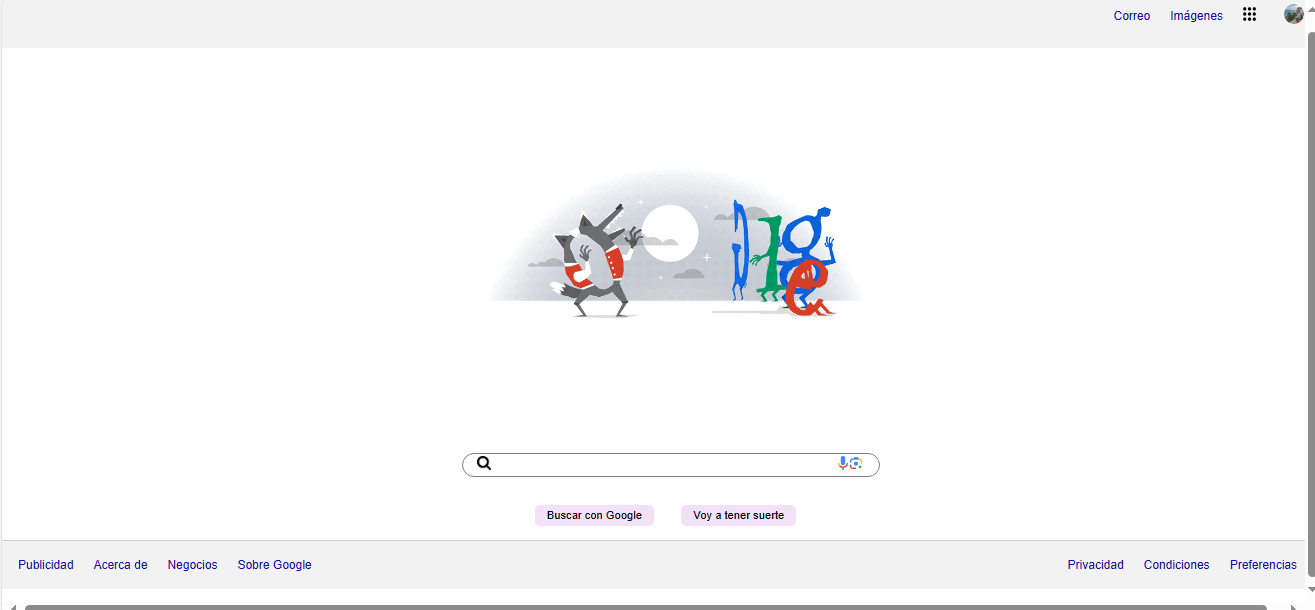 Correo Imágenes
Buscar con Google Voy a tener suerte
Publicidad Acerca de Negocios Sobre Google Privacidad Condiciones Preferencias